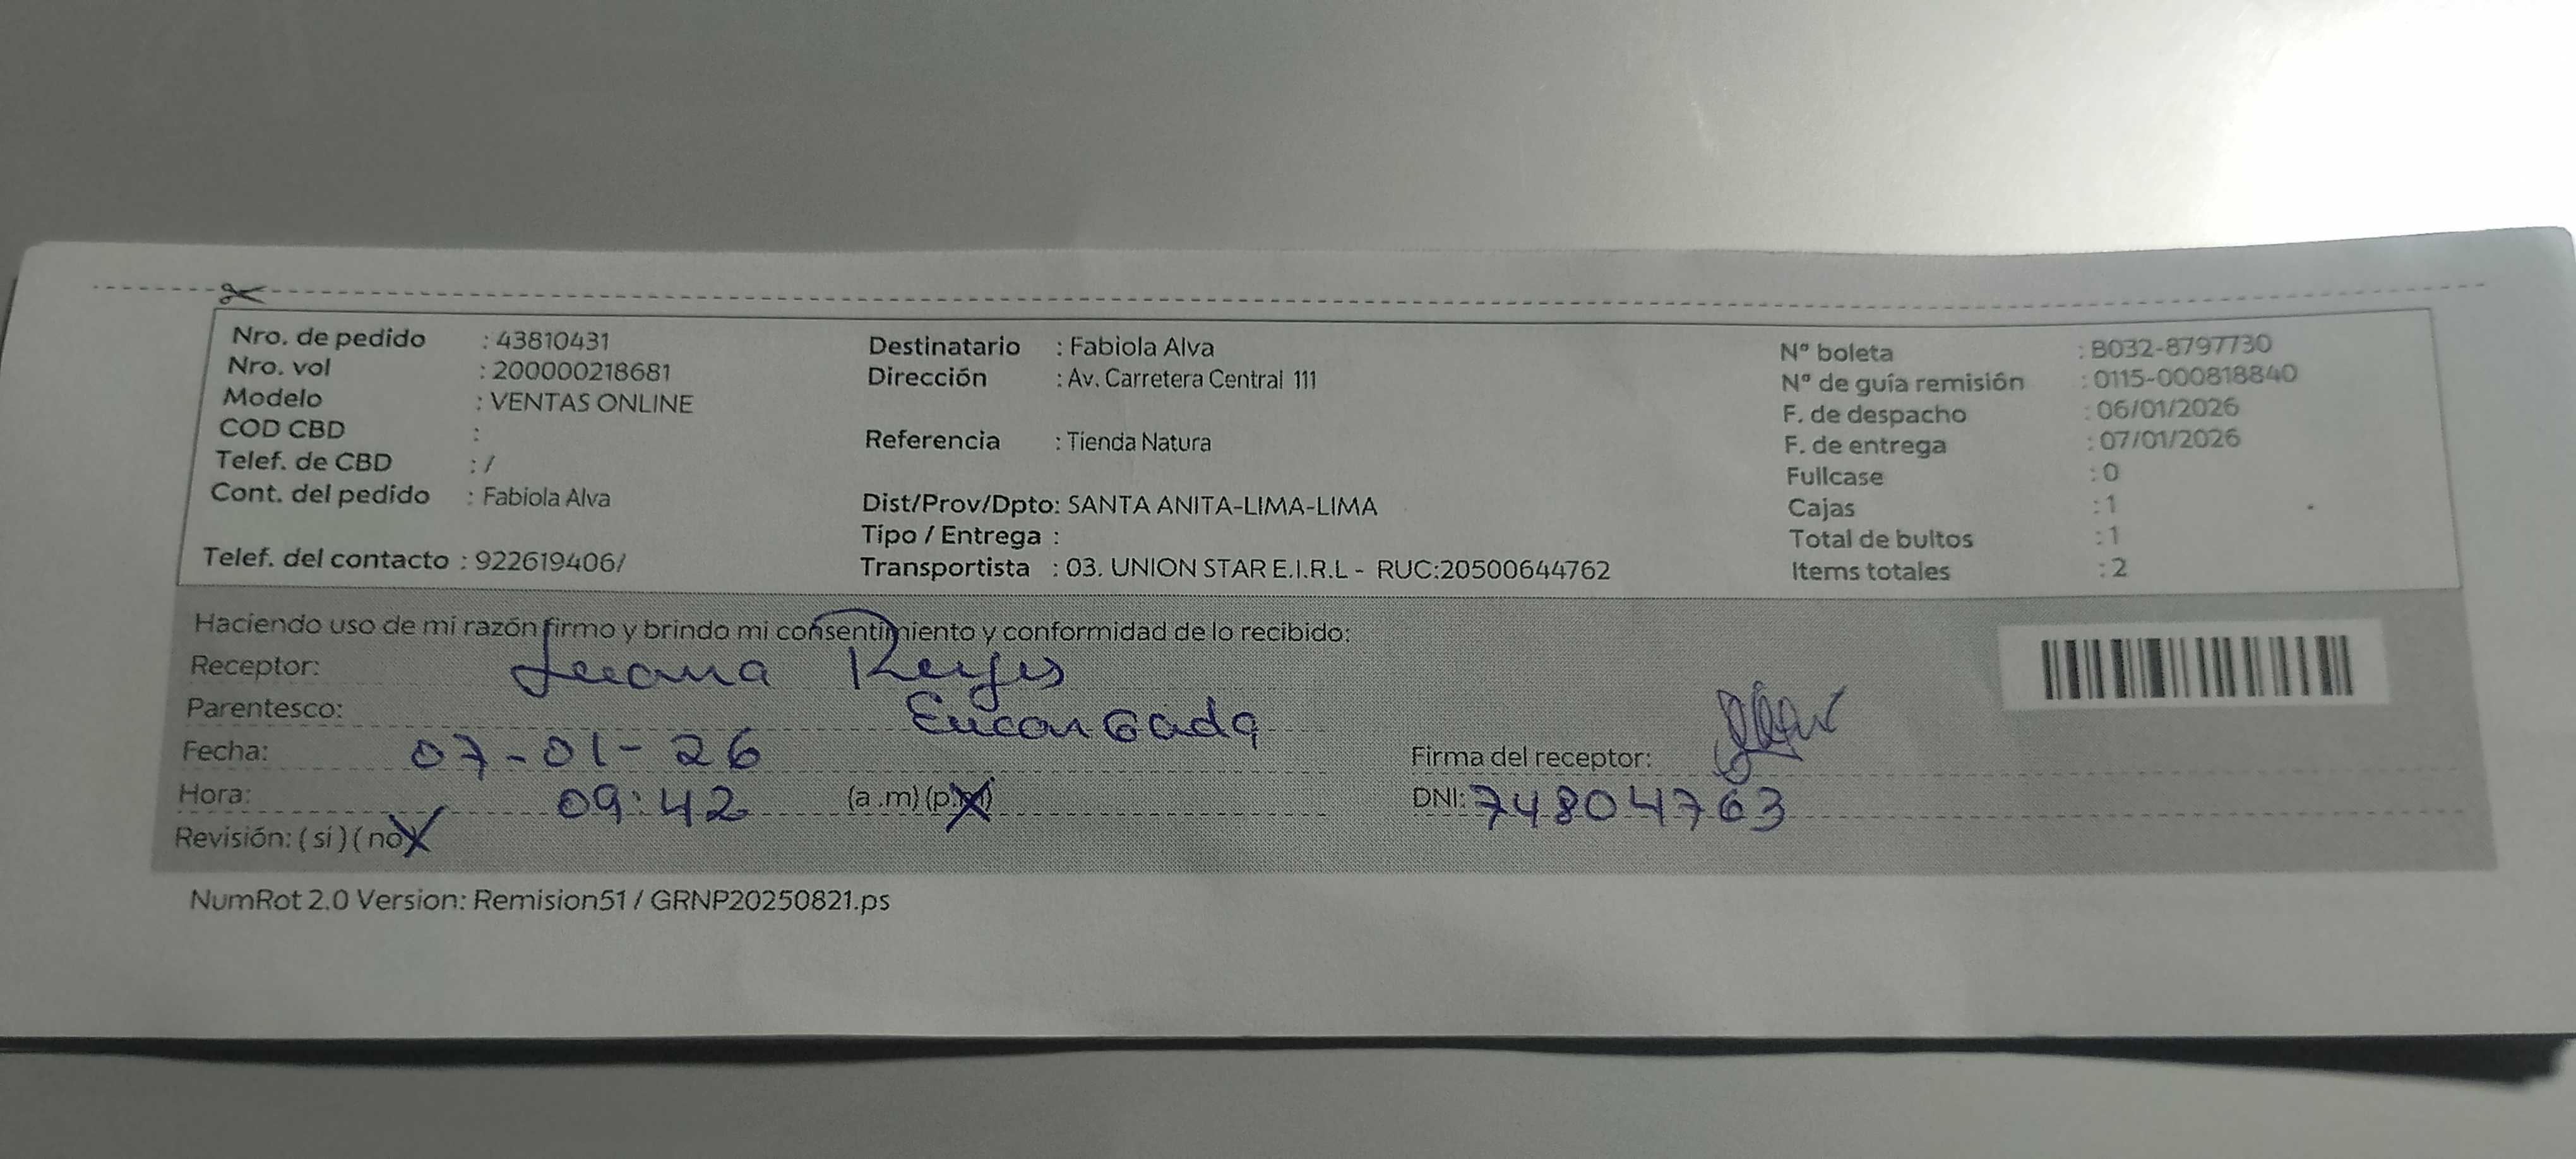 Nro. de pedido : 43810431
Nro. vol : 200000218681
Modelo : VENTAS ONLINE
COD CBD :
Telef. de CBD : /
Cont. del pedido : Fabiola Alva
Telef. del contacto : 922619406/
Destinatario : Fabiola Alva
Dirección : Av. Carretera Central 111
Referencia : Tienda Natura
Dist/Prov/Dpto: SANTA ANITA-LIMA-LIMA
Tipo / Entrega :
Transportista : 03. UNION STAR E.I.R.L - RUC:20500644762
N° boleta : B032-8797730
N° de guía remisión : 0115-000818840
F. de despacho : 06/01/2026
F. de entrega : 07/01/2026
Fullcase : 0
Cajas : 1
Total de bultos : 1
Items totales : 2
Haciendo uso de mi razón firmo y brindo mi consentimiento y conformidad de lo recibido:
Receptor: Reyes
Parentesco: Encargada
Fecha: 07-01-26
Hora: 09:42 (a.m) (p.m)
Revisión: (si) (no)
Firma del receptor:
DNI: 74804763
NumRot 2.0 Version: Remision51 / GRNP20250821.ps